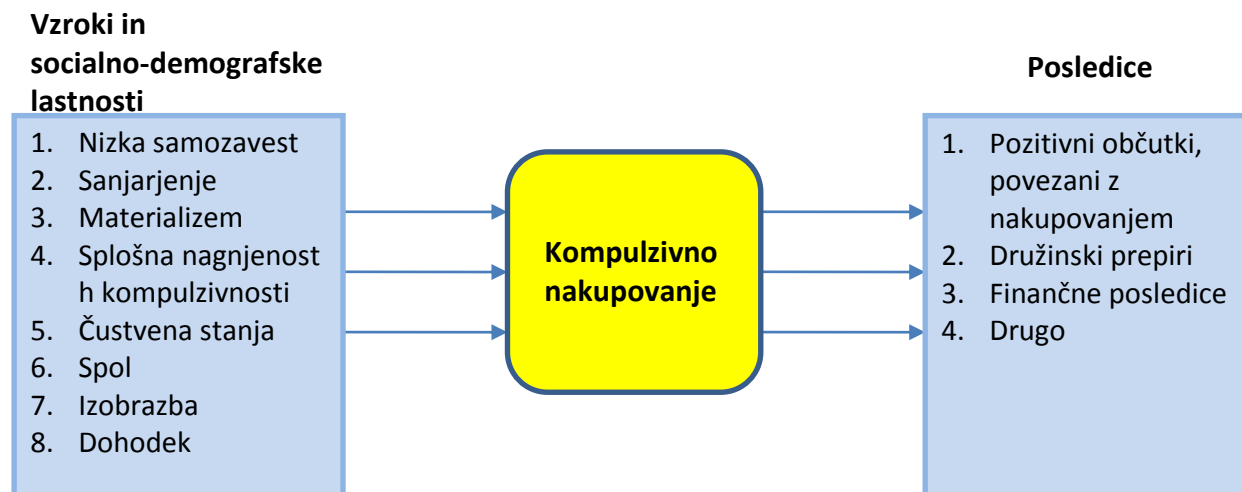 Vzroki in
socialno-demografske
lastnosti
1. Nizka samozavest
2. Sanjarjenje
3. Materializem
4. Splošna nagnjenost
h kompulzivnosti
5. Čustvena stanja
6. Spol
7. Izobrazba
8. Dohodek
Kompulzivno
nakupovanje
Posledice
1. Pozitivni občutki,
povezani z
nakupovanjem
2. Družinski prepiri
3. Finančne posledice
4. Drugo